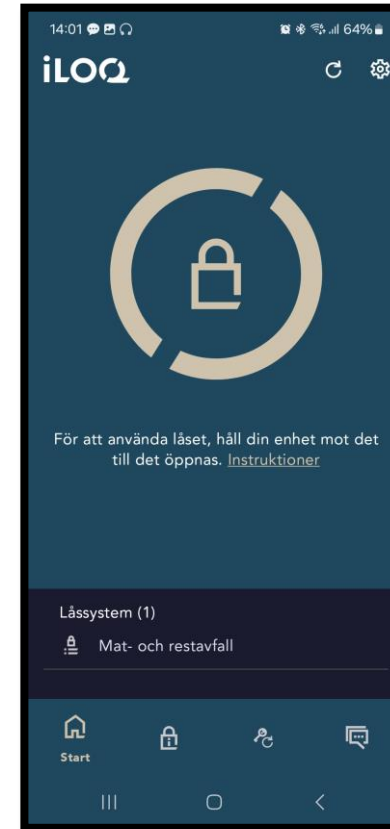 14:01 64%
iLOQ
För att använda låset, håll din enhet mot det
till det öppnas. Instruktioner
Låssystem (1)
Mat- och restavfall
Start